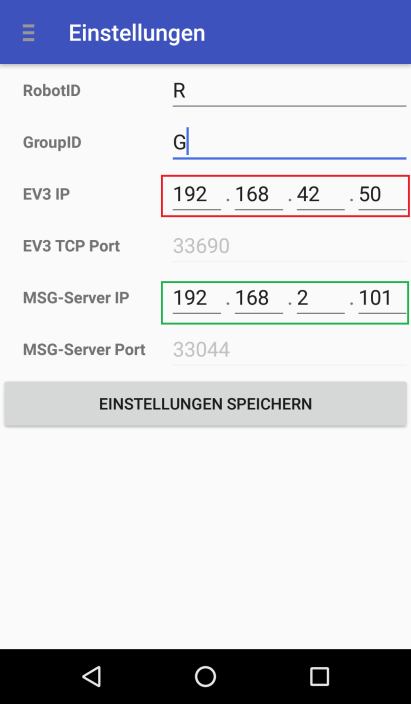 Einstellungen
RobotID R
GroupID G
EV3 IP 192 . 168 . 42 . 50
EV3 TCP Port 33690
MSG-Server IP 192 . 168 . 2 . 101
MSG-Server Port 33044
EINSTELLUNGEN SPEICHERN